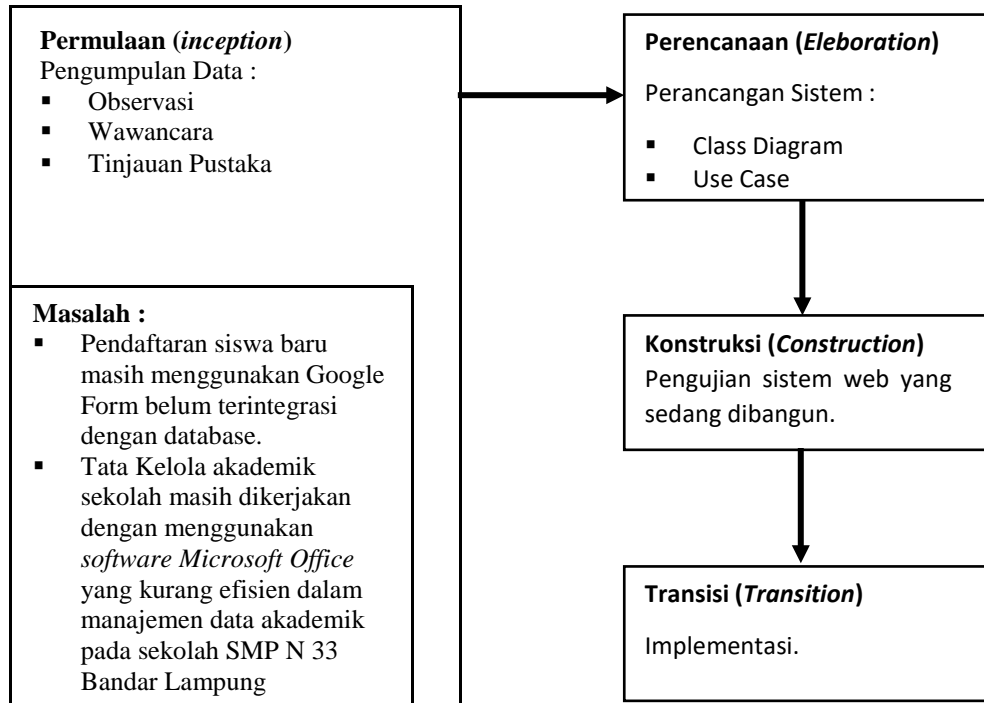 Permulaan (inception)
Pengumpulan Data :
▪ Observasi
▪ Wawancara
▪ Tinjauan Pustaka
Masalah :
▪ Pendaftaran siswa baru
masih menggunakan Google
Form belum terintegrasi
dengan database.
▪ Tata Kelola akademik
sekolah masih dikerjakan
dengan menggunakan
software Microsoft Office
yang kurang efisien dalam
manajemen data akademik
pada sekolah SMP N 33
Bandar Lampung
Perencanaan (Eleboration)
Perancangan Sistem :
▪ Class Diagram
▪ Use Case
Konstruksi (Construction)
Pengujian sistem web yang
sedang dibangun.
Transisi (Transition)
Implementasi.